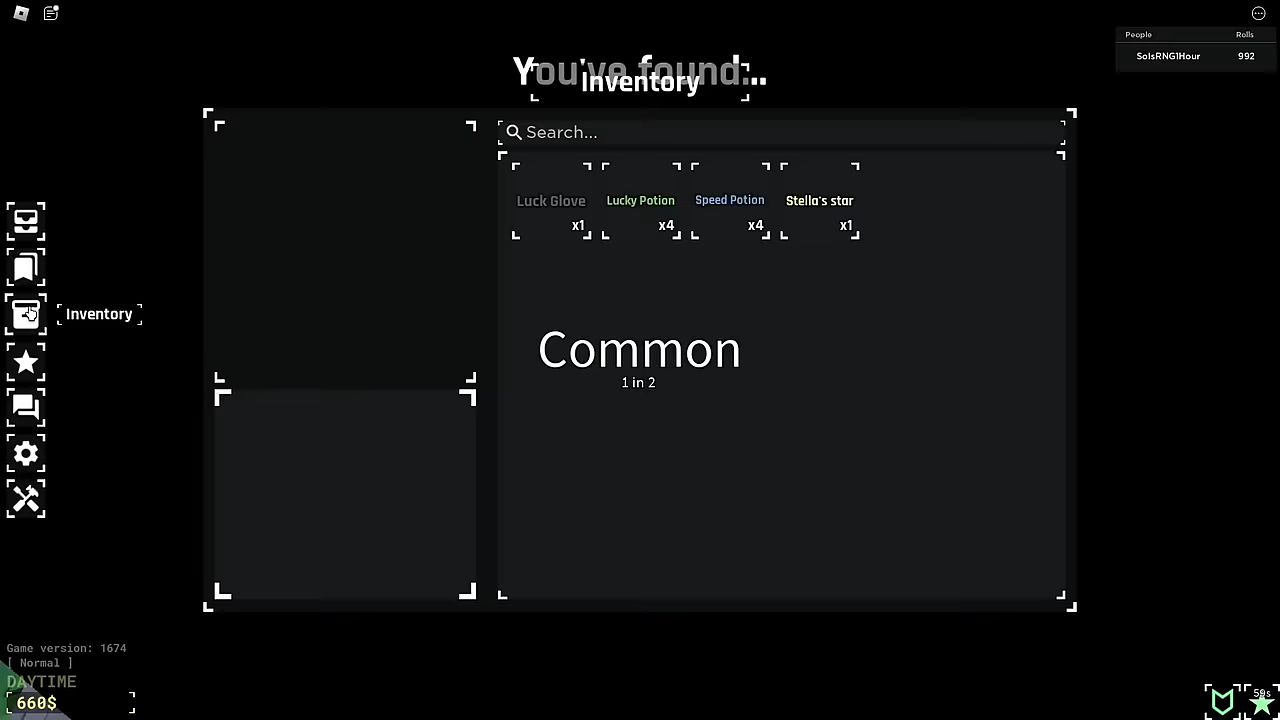 People Rolls
SolsRNG1Hour 992
You've found...
Inventory
Search...
Luck Glove
x1
Lucky Potion
x4
Speed Potion
x4
Stella's star
x1
Inventory
Common
1 in 2
Game version: 1674
[ Normal ]
DAYTIME
660$
59s